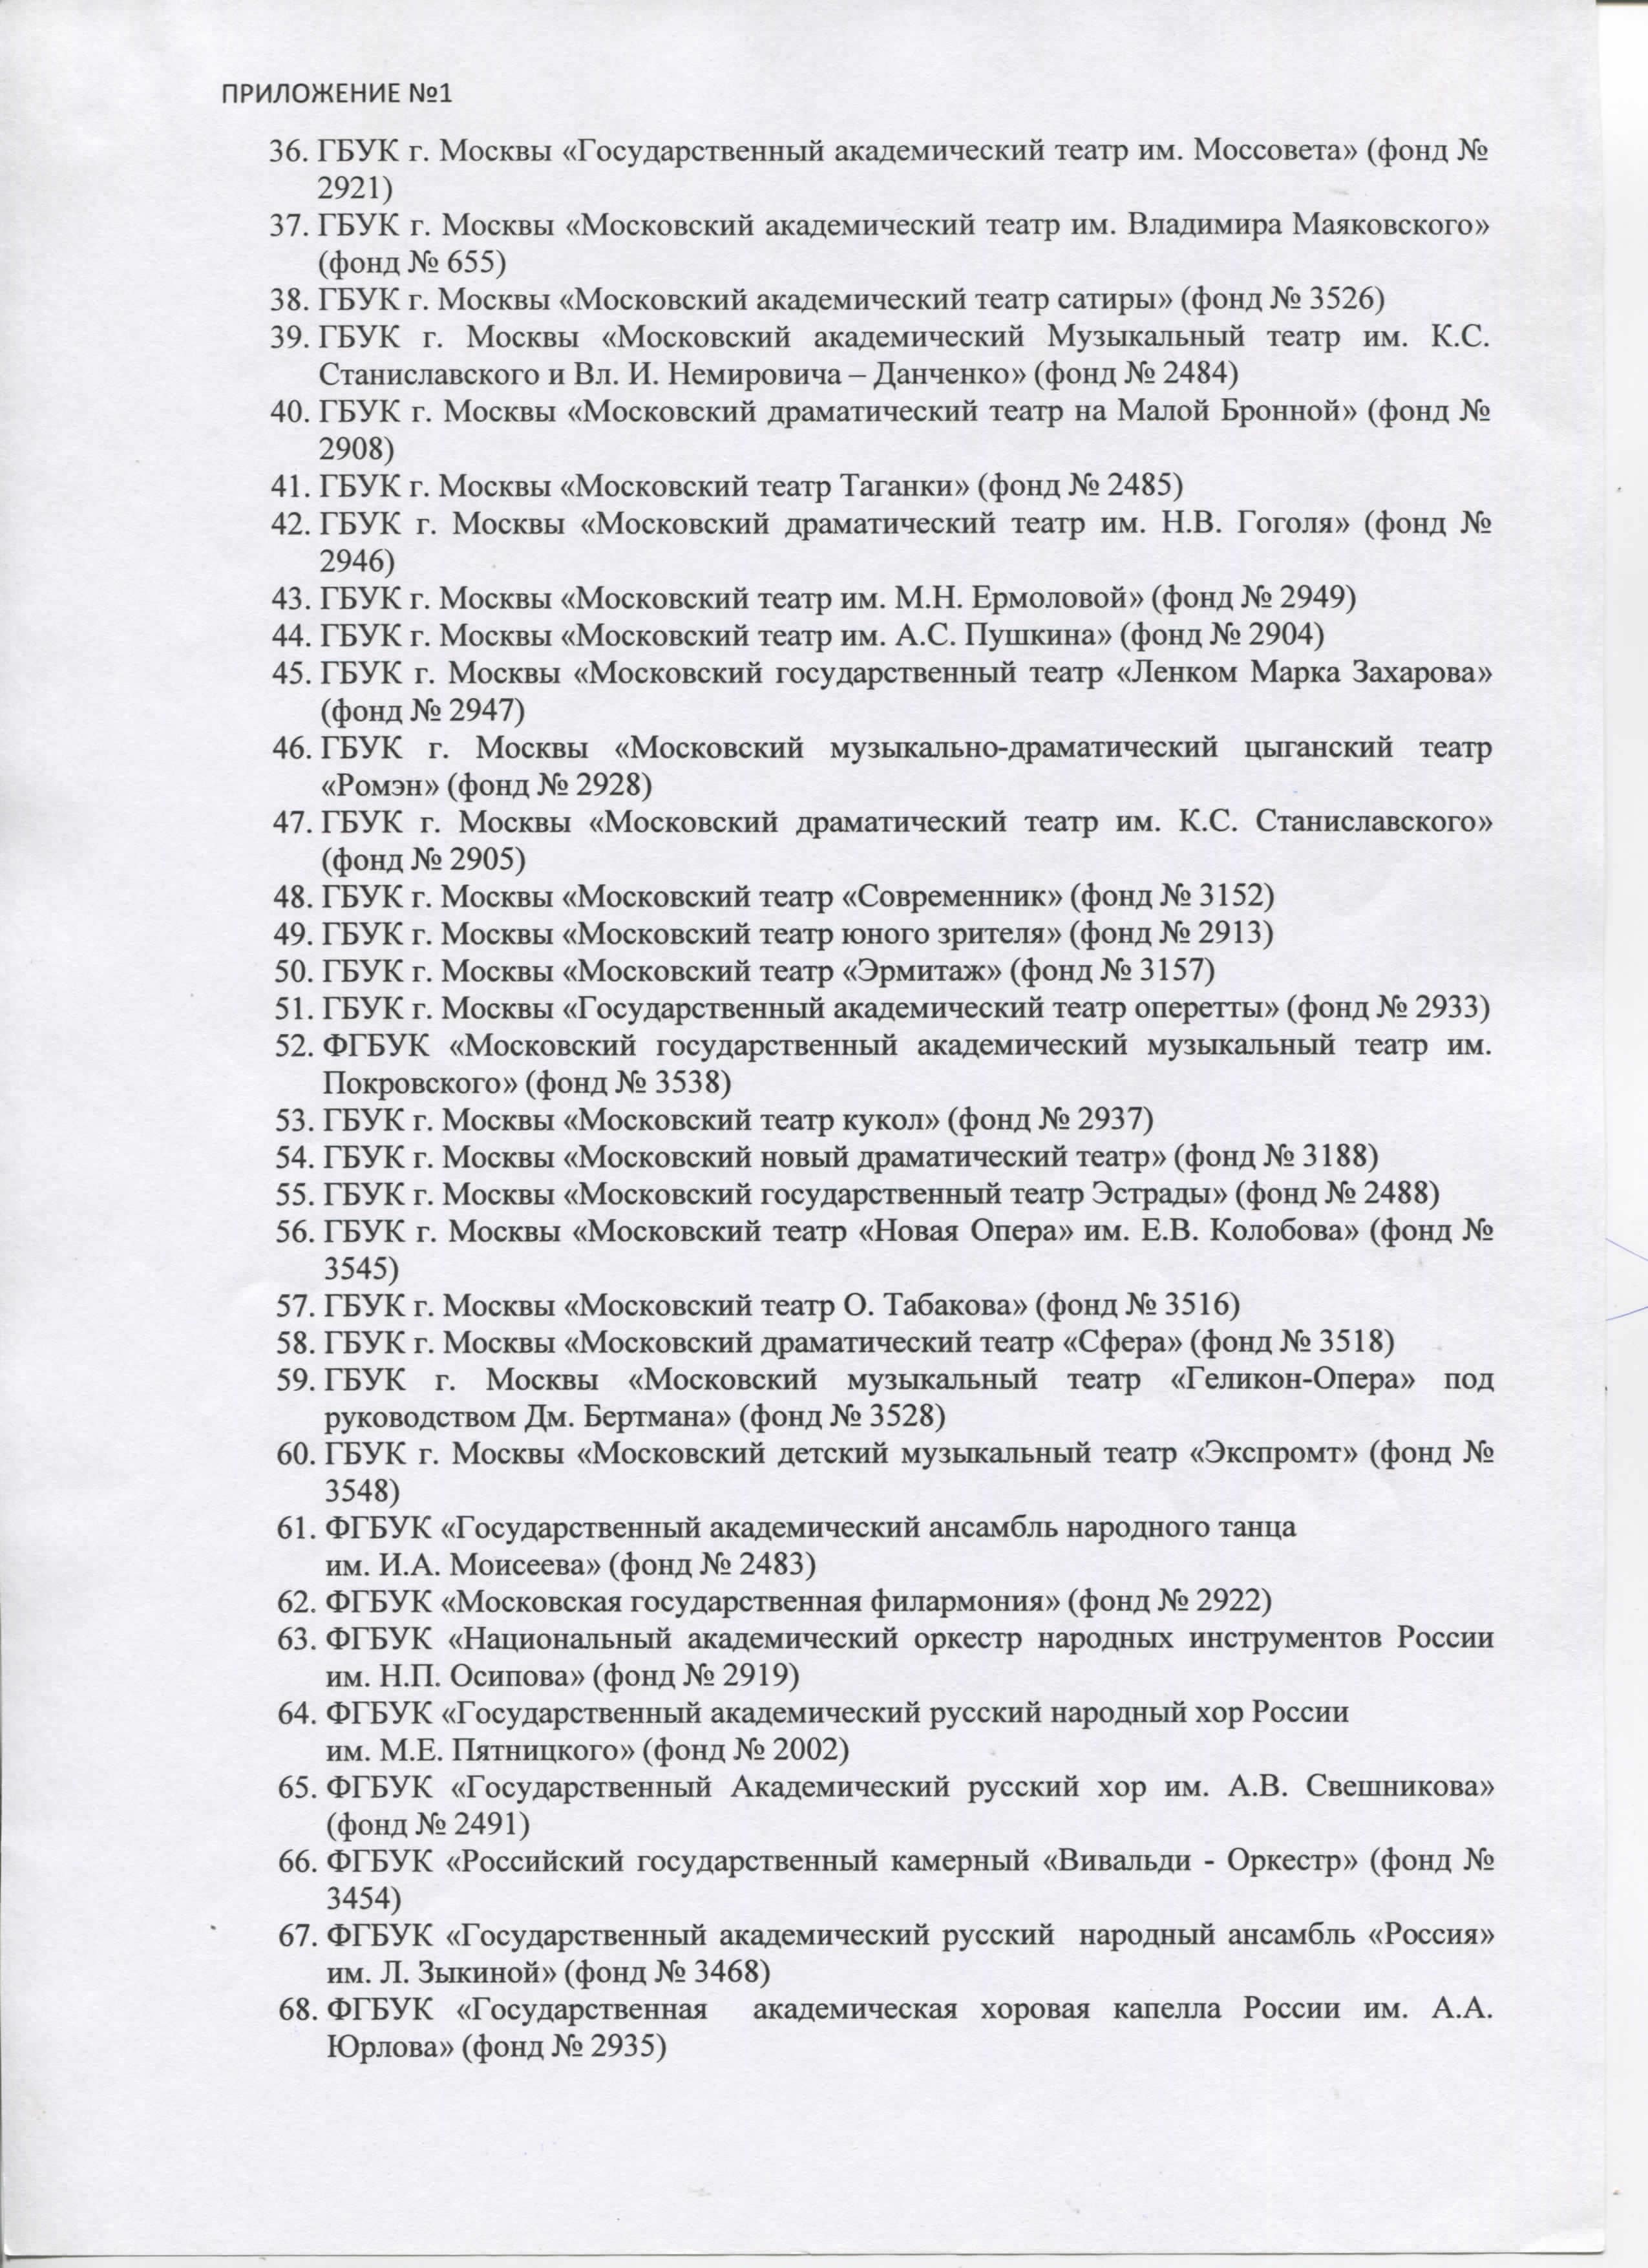 ПРИЛОЖЕНИЕ №1
36. ГБУК г. Москвы «Государственный академический театр им. Моссовета» (фонд №
2921)
37. ГБУК г. Москвы «Московский академический театр им. Владимира Маяковского»
(фонд № 655)
38. ГБУК г. Москвы «Московский академический театр сатиры» (фонд № 3526)
39. ГБУК г. Москвы «Московский академический Музыкальный театр им. К.С.
Станиславского и Вл. И. Немировича – Данченко» (фонд № 2484)
40. ГБУК г. Москвы «Московский драматический театр на Малой Бронной» (фонд №
2908)
41. ГБУК г. Москвы «Московский театр Таганки» (фонд № 2485)
42. ГБУК г. Москвы «Московский драматический театр им. Н.В. Гоголя» (фонд №
2946)
43. ГБУК г. Москвы «Московский театр им. М.Н. Ермоловой» (фонд № 2949)
44. ГБУК г. Москвы «Московский театр им. А.С. Пушкина» (фонд № 2904)
45. ГБУК г. Москвы «Московский государственный театр «Ленком Марка Захарова»
(фонд № 2947)
46. ГБУК г. Москвы «Московский музыкально-драматический цыганский театр
«Ромэн» (фонд № 2928)
47. ГБУК г. Москвы «Московский драматический театр им. К.С. Станиславского»
(фонд № 2905)
48. ГБУК г. Москвы «Московский театр «Современник» (фонд № 3152)
49. ГБУК г. Москвы «Московский театр юного зрителя» (фонд № 2913)
50. ГБУК г. Москвы «Московский театр «Эрмитаж» (фонд № 3157)
51. ГБУК г. Москвы «Государственный академический театр оперетты» (фонд № 2933)
52. ФГБУК «Московский государственный академический музыкальный театр им.
Покровского» (фонд № 3538)
53. ГБУК г. Москвы «Московский театр кукол» (фонд № 2937)
54. ГБУК г. Москвы «Московский новый драматический театр» (фонд № 3188)
55. ГБУК г. Москвы «Московский государственный театр Эстрады» (фонд № 2488)
56. ГБУК г. Москвы «Московский театр «Новая Опера» им. Е.В. Колобова» (фонд №
3545)
57. ГБУК г. Москвы «Московский театр О. Табакова» (фонд № 3516)
58. ГБУК г. Москвы «Московский драматический театр «Сфера» (фонд № 3518)
59. ГБУК г. Москвы «Московский музыкальный театр «Геликон-Опера» под
руководством Дм. Бертмана» (фонд № 3528)
60. ГБУК г. Москвы «Московский детский музыкальный театр «Экспромт» (фонд №
3548)
61. ФГБУК «Государственный академический ансамбль народного танца
им. И.А. Моисеева» (фонд № 2483)
62. ФГБУК «Московская государственная филармония» (фонд № 2922)
63. ФГБУК «Национальный академический оркестр народных инструментов России
им. Н.П. Осипова» (фонд № 2919)
64. ФГБУК «Государственный академический русский народный хор России
им. М.Е. Пятницкого» (фонд № 2002)
65. ФГБУК «Государственный Академический русский хор им. А.В. Свешникова»
(фонд № 2491)
66. ФГБУК «Российский государственный камерный «Вивальди - Оркестр» (фонд №
3454)
67. ФГБУК «Государственный академический русский народный ансамбль «Россия»
им. Л. Зыкиной» (фонд № 3468)
68. ФГБУК «Государственная академическая хоровая капелла России им. А.А.
Юрлова» (фонд № 2935)